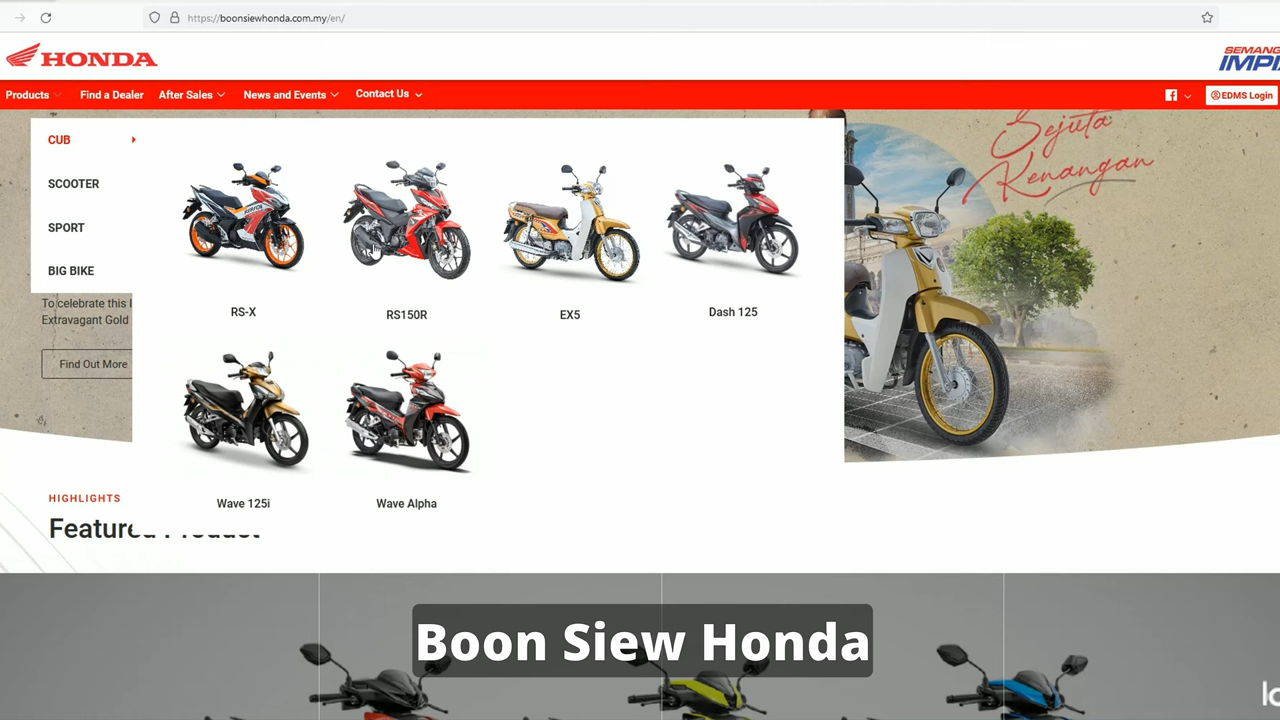 https://boonsiewhonda.com.my/en/
HONDA
SEMANG
IMPI
Products
Find a Dealer
After Sales
News and Events
Contact Us
EDMS Login
CUB
SCOOTER
SPORT
BIG BIKE
Sejuta
Kenangan
RS-X
RS150R
EX5
Dash 125
To celebrate this
Extravagant Gold
Find Out More
Wave 125i
Wave Alpha
HIGHLIGHTS
Featured Product
Boon Siew Honda